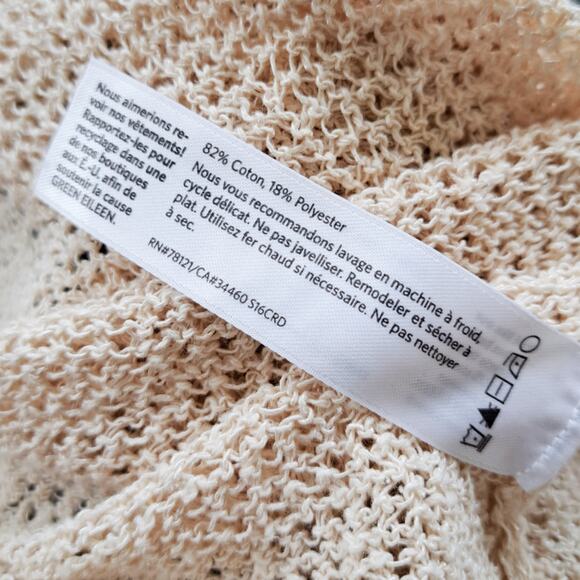 Nous aimerions re-
voir nos vêtements!
Rapportez-les pour
recyclage dans une
de nos boutiques
aux É.-U. afin de
soutenir la cause
GREEN EILEEN.
82% Coton, 18% Polyester
Nous vous recommandons lavage en machine à froid,
cycle délicat. Ne pas javelliser. Remodeler et sécher à
plat. Utilisez fer chaud si nécessaire. Ne pas nettoyer
à sec.
RN#78121/CA#34460 S16CRD